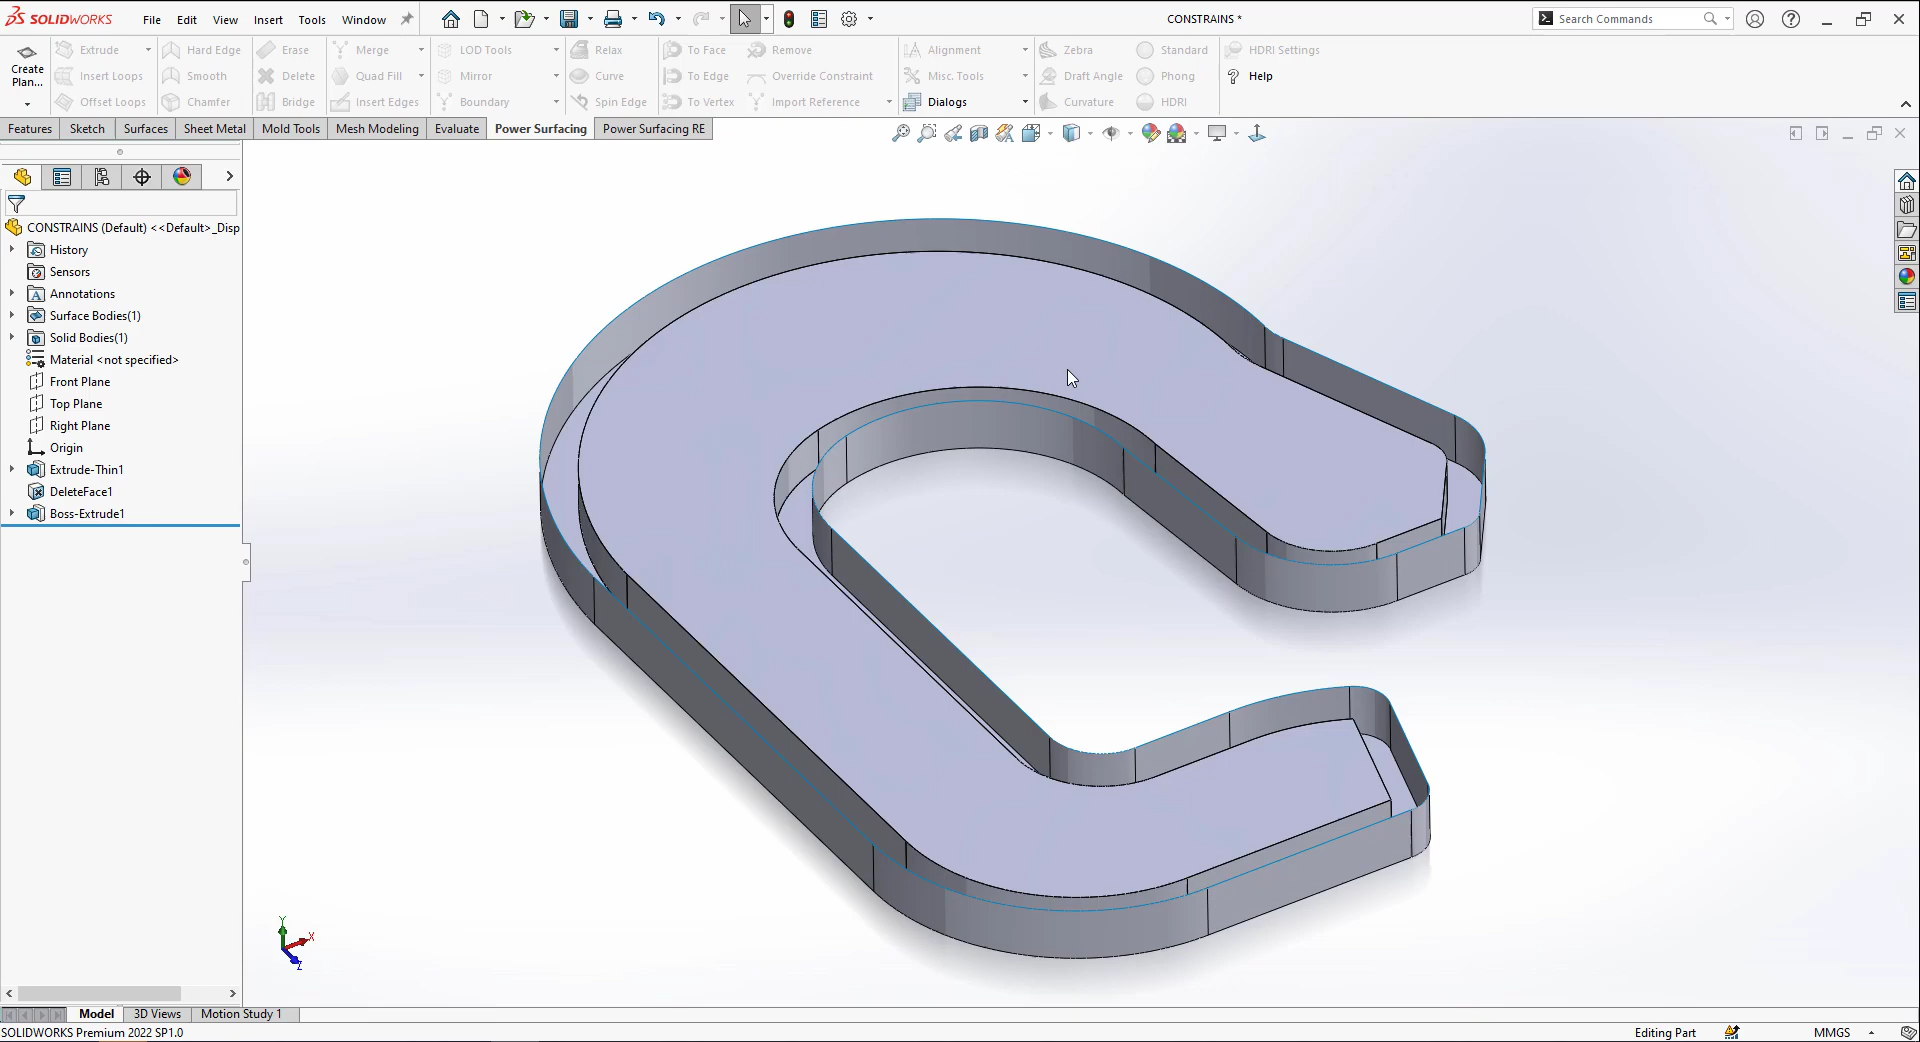 SOLIDWORKS File Edit View Insert Tools Window CONSTRAINS * Search Commands
Create Plan...
Extrude Hard Edge Erase Merge LOD Tools Relax To Face Remove Alignment Zebra Standard HDRI Settings
Insert Loops Smooth Delete Quad Fill Mirror Curve To Edge Override Constraint Misc. Tools Draft Angle Phong Help
Offset Loops Chamfer Bridge Insert Edges Boundary Spin Edge To Vertex Import Reference Dialogs Curvature HDRI
Features Sketch Surfaces Sheet Metal Mold Tools Mesh Modeling Evaluate Power Surfacing Power Surfacing RE
CONSTRAINS (Default) <<Default>_Disp
History
Sensors
Annotations
Surface Bodies(1)
Solid Bodies(1)
Material <not specified>
Front Plane
Top Plane
Right Plane
Origin
Extrude-Thin1
DeleteFace1
Boss-Extrude1
Y
X
Z
Model 3D Views Motion Study 1
SOLIDWORKS Premium 2022 SP1.0 Editing Part MMGS